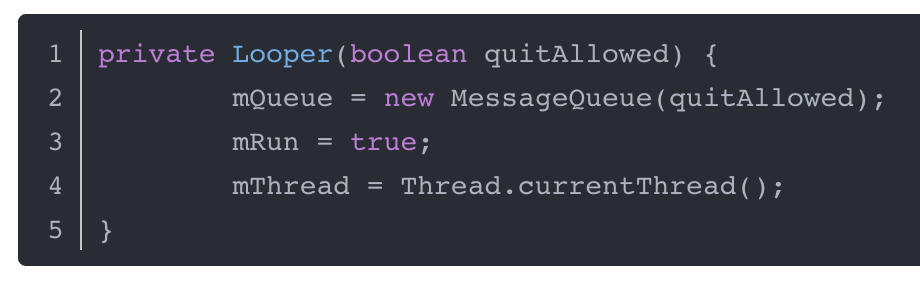 1 private Looper(boolean quitAllowed) {
2         mQueue = new MessageQueue(quitAllowed);
3         mRun = true;
4         mThread = Thread.currentThread();
5 }